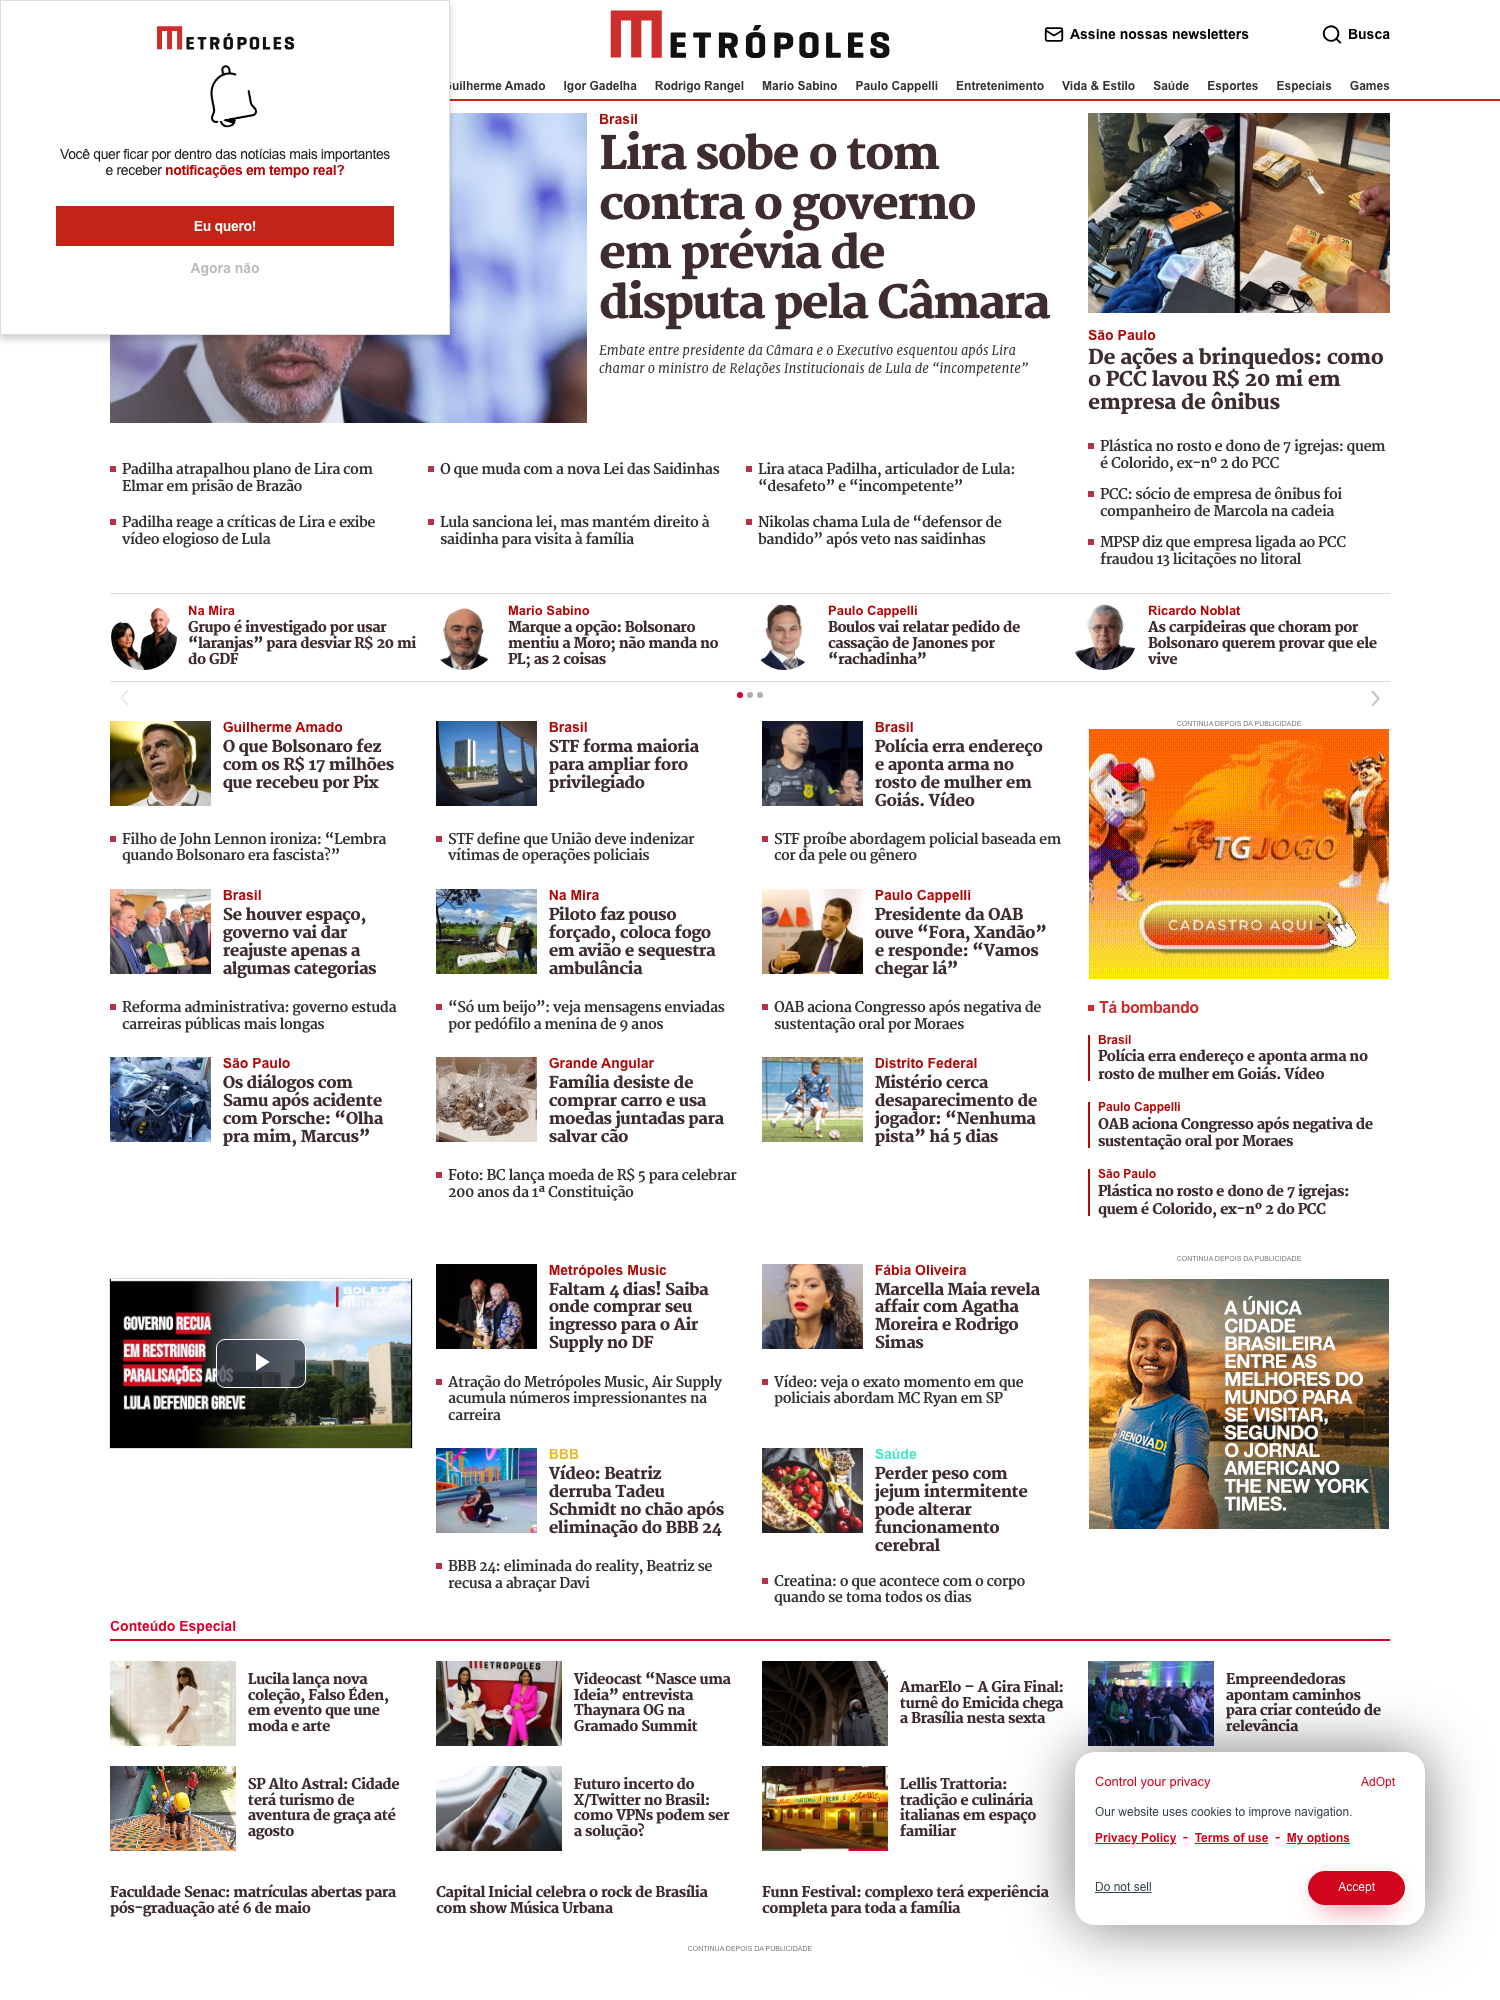 METRÓPOLES
Você quer ficar por dentro das notícias mais importantes
e receber notificações em tempo real?
Eu quero!
Agora não
METRÓPOLES
Assine nossas newsletters
Busca
Guilherme Amado
Igor Gadelha
Rodrigo Rangel
Mario Sabino
Paulo Cappelli
Entretenimento
Vida & Estilo
Saúde
Esportes
Especiais
Games
Brasil
Lira sobe o tom
contra o governo
em prévia de
disputa pela Câmara
Embate entre presidente da Câmara e o Executivo esquentou após Lira
chamar o ministro de Relações Institucionais de Lula de “incompetente”
São Paulo
De ações a brinquedos: como
o PCC lavou R$ 20 mi em
empresa de ônibus
Plástica no rosto e dono de 7 igrejas: quem
é Colorido, ex-nº 2 do PCC
PCC: sócio de empresa de ônibus foi
companheiro de Marcola na cadeia
MPSP diz que empresa ligada ao PCC
fraudou 13 licitações no litoral
Padilha atrapalhou plano de Lira com
Elmar em prisão de Brazão
O que muda com a nova Lei das Saidinhas
Lira ataca Padilha, articulador de Lula:
“desafeto” e “incompetente”
Padilha reage a críticas de Lira e exibe
vídeo elogioso de Lula
Lula sanciona lei, mas mantém direito à
saidinha para visita à família
Nikolas chama Lula de “defensor de
bandido” após veto nas saidinhas
Na Mira
Grupo é investigado por usar
“laranjas” para desviar R$ 20 mi
do GDF
Mario Sabino
Marque a opção: Bolsonaro
mentiu a Moro; não manda no
PL; as 2 coisas
Paulo Cappelli
Boulos vai relatar pedido de
cassação de Janones por
“rachadinha”
Ricardo Noblat
As carpideiras que choram por
Bolsonaro querem provar que ele
vive
Guilherme Amado
O que Bolsonaro fez
com os R$ 17 milhões
que recebeu por Pix
Filho de John Lennon ironiza: “Lembra
quando Bolsonaro era fascista?”
Brasil
STF forma maioria
para ampliar foro
privilegiado
STF define que União deve indenizar
vítimas de operações policiais
Brasil
Polícia erra endereço
e aponta arma no
rosto de mulher em
Goiás. Vídeo
STF proíbe abordagem policial baseada em
cor da pele ou gênero
CONTINUA DEPOIS DA PUBLICIDADE
TGJOGO
CADASTRO AQUI
Brasil
Se houver espaço,
governo vai dar
reajuste apenas a
algumas categorias
Reforma administrativa: governo estuda
carreiras públicas mais longas
Na Mira
Piloto faz pouso
forçado, coloca fogo
em avião e sequestra
ambulância
“Só um beijo”: veja mensagens enviadas
por pedófilo a menina de 9 anos
OAB
Paulo Cappelli
Presidente da OAB
ouve “Fora, Xandão”
e responde: “Vamos
chegar lá”
OAB aciona Congresso após negativa de
sustentação oral por Moraes
Tá bombando
Brasil
Polícia erra endereço e aponta arma no
rosto de mulher em Goiás. Vídeo
Paulo Cappelli
OAB aciona Congresso após negativa de
sustentação oral por Moraes
São Paulo
Plástica no rosto e dono de 7 igrejas:
quem é Colorido, ex-nº 2 do PCC
São Paulo
Os diálogos com
Samu após acidente
com Porsche: “Olha
pra mim, Marcus”
Grande Angular
Família desiste de
comprar carro e usa
moedas juntadas para
salvar cão
Foto: BC lança moeda de R$ 5 para celebrar
200 anos da 1ª Constituição
Distrito Federal
Mistério cerca
desaparecimento de
jogador: “Nenhuma
pista” há 5 dias
CONTINUA DEPOIS DA PUBLICIDADE
BOLETIM
METRÓPOLES
GOVERNO RECUA
EM RESTRINGIR
PARALISAÇÕES APÓS
LULA DEFENDER GREVE
Metrópoles Music
Faltam 4 dias! Saiba
onde comprar seu
ingresso para o Air
Supply no DF
Atração do Metrópoles Music, Air Supply
acumula números impressionantes na
carreira
Fábia Oliveira
Marcella Maia revela
affair com Agatha
Moreira e Rodrigo
Simas
Vídeo: veja o exato momento em que
policiais abordam MC Ryan em SP
A ÚNICA
CIDADE
BRASILEIRA
ENTRE AS
MELHORES DO
MUNDO PARA
SE VISITAR,
SEGUNDO
O JORNAL
AMERICANO
THE NEW YORK
TIMES.
RENOVADF
BBB
Vídeo: Beatriz
derruba Tadeu
Schmidt no chão após
eliminação do BBB 24
BBB 24: eliminada do reality, Beatriz se
recusa a abraçar Davi
Saúde
Perder peso com
jejum intermitente
pode alterar
funcionamento
cerebral
Creatina: o que acontece com o corpo
quando se toma todos os dias
Conteúdo Especial
Lucila lança nova
coleção, Falso Éden,
em evento que une
moda e arte
METRÓPOLES
Videocast “Nasce uma
Ideia” entrevista
Thaynara OG na
Gramado Summit
AmarElo – A Gira Final:
turnê do Emicida chega
a Brasília nesta sexta
Empreendedoras
apontam caminhos
para criar conteúdo de
relevância
SP Alto Astral: Cidade
terá turismo de
aventura de graça até
agosto
Futuro incerto do
X/Twitter no Brasil:
como VPNs podem ser
a solução?
Lellis Trattoria:
tradição e culinária
italianas em espaço
familiar
Faculdade Senac: matrículas abertas para
pós-graduação até 6 de maio
Capital Inicial celebra o rock de Brasília
com show Música Urbana
Funn Festival: complexo terá experiência
completa para toda a família
Control your privacy
AdOpt
Our website uses cookies to improve navigation.
Privacy Policy - Terms of use - My options
Do not sell
Accept
CONTINUA DEPOIS DA PUBLICIDADE